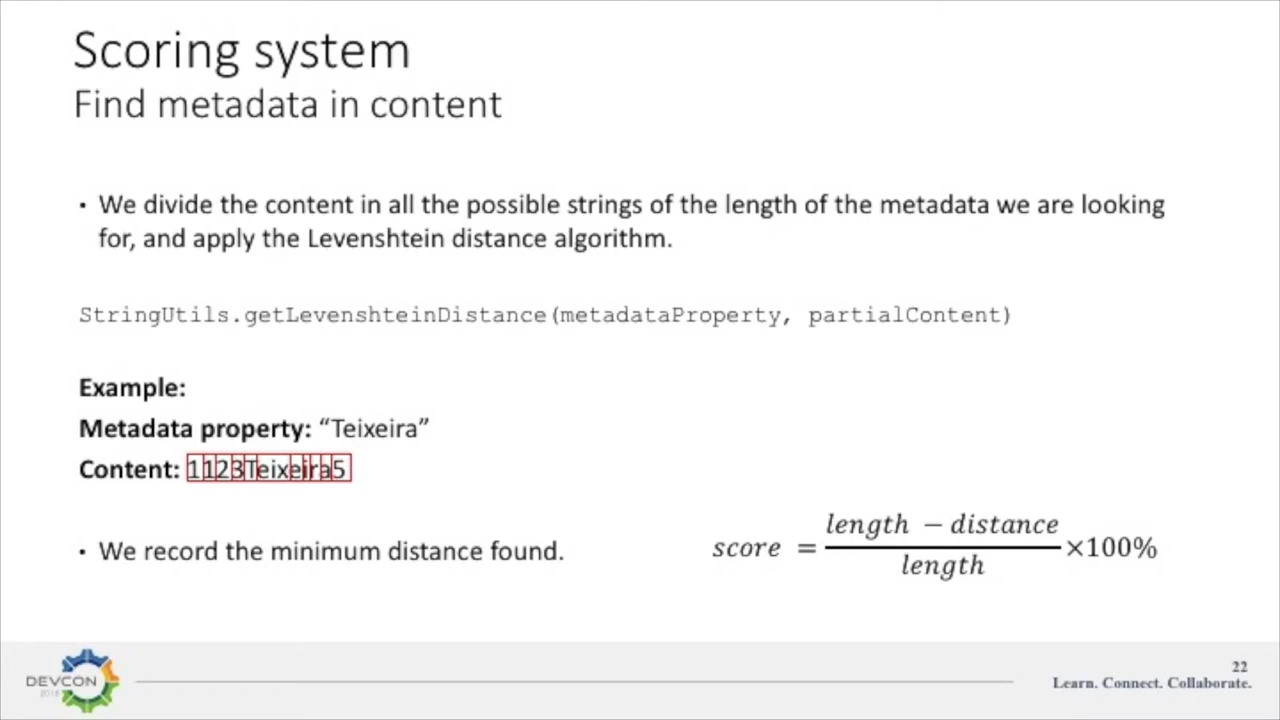 Scoring system
Find metadata in content
• We divide the content in all the possible strings of the length of the metadata we are looking
for, and apply the Levenshtein distance algorithm.
StringUtils.getLevenshteinDistance(metadataProperty, partialContent)
Example:
Metadata property: “Teixeira”
Content: 1123Teixeira5
• We record the minimum distance found.
score = length − distance / length ×100%
DEVCON
22
Learn. Connect. Collaborate.